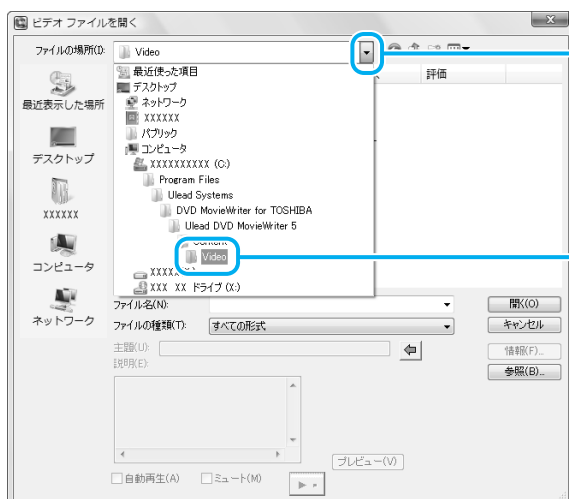 ビデオ ファイルを開く
ファイルの場所(I):
Video
最近使った項目
デスクトップ
ネットワーク
XXXXXX
パブリック
コンピュータ
XXXXXXXXXX (C:)
Program Files
Ulead Systems
DVD MovieWriter for TOSHIBA
Ulead DVD MovieWriter 5
Content
Video
XXXXX
XXX XX ドライブ (X:)
評価
最近表示した場所
デスクトップ
XXXXXX
コンピュータ
ネットワーク
ファイル名(N):
開く(O)
ファイルの種類(T):
すべての形式
キャンセル
主題(U):
情報(F)...
説明(E):
参照(B)...
プレビュー(V)
自動再生(A)
ミュート(M)